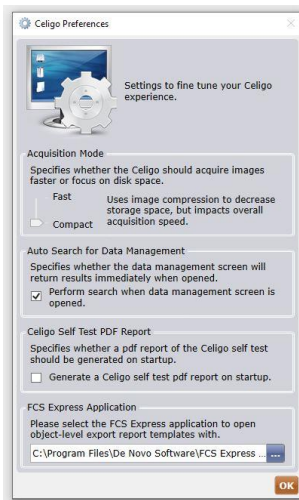 Celigo Preferences
Settings to fine tune your Celigo
experience.
Acquisition Mode
Specifies whether the Celigo should acquire images
faster or focus on disk space.
Fast
Compact
Uses image compression to decrease
storage space, but impacts overall
acquisition speed.
Auto Search for Data Management
Specifies whether the data management screen will
return results immediately when opened.
Perform search when data management screen is
opened.
Celigo Self Test PDF Report
Specifies whether a pdf report of the Celigo self test
should be generated on startup.
Generate a Celigo self test pdf report on startup.
FCS Express Application
Please select the FCS Express application to open
object-level export report templates with.
C:\Program Files\De Novo Software\FCS Express ...
...
OK